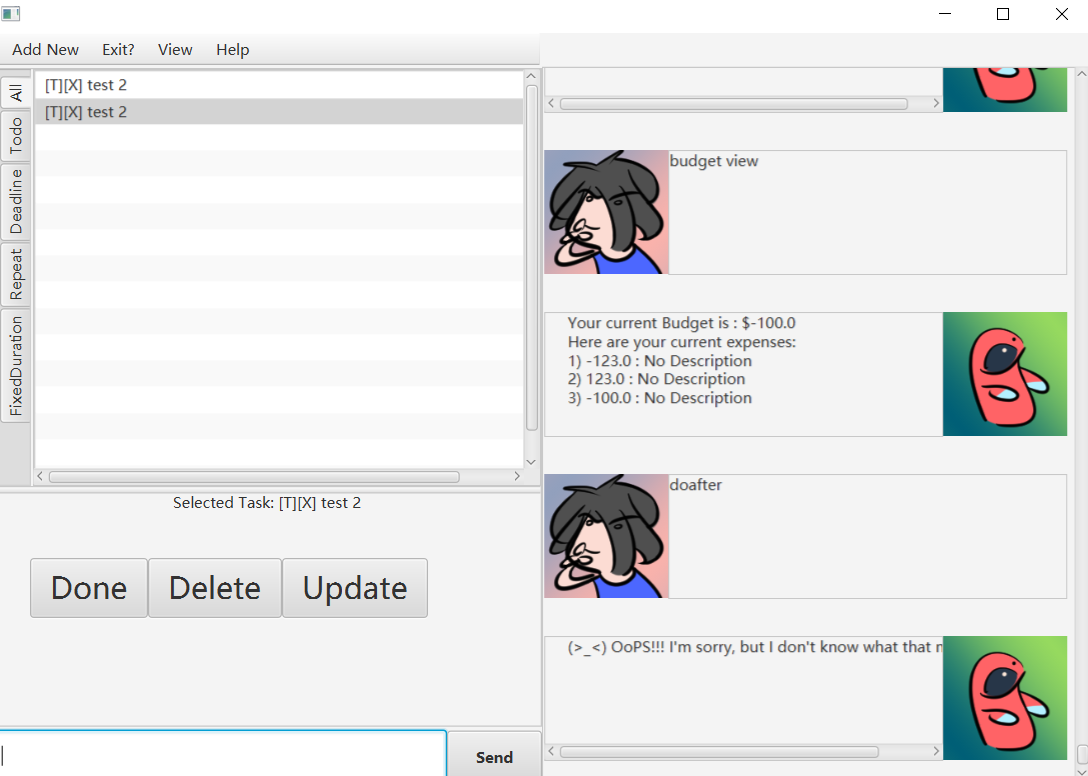 Add New Exit? View Help
All
Todo
Deadline
Repeat
FixedDuration
[T][X] test 2
[T][X] test 2
Selected Task: [T][X] test 2
Done Delete Update
Send
budget view
Your current Budget is : $-100.0
Here are your current expenses:
1) -123.0 : No Description
2) 123.0 : No Description
3) -100.0 : No Description
doafter
(>_<) OoPS!!! I'm sorry, but I don't know what that